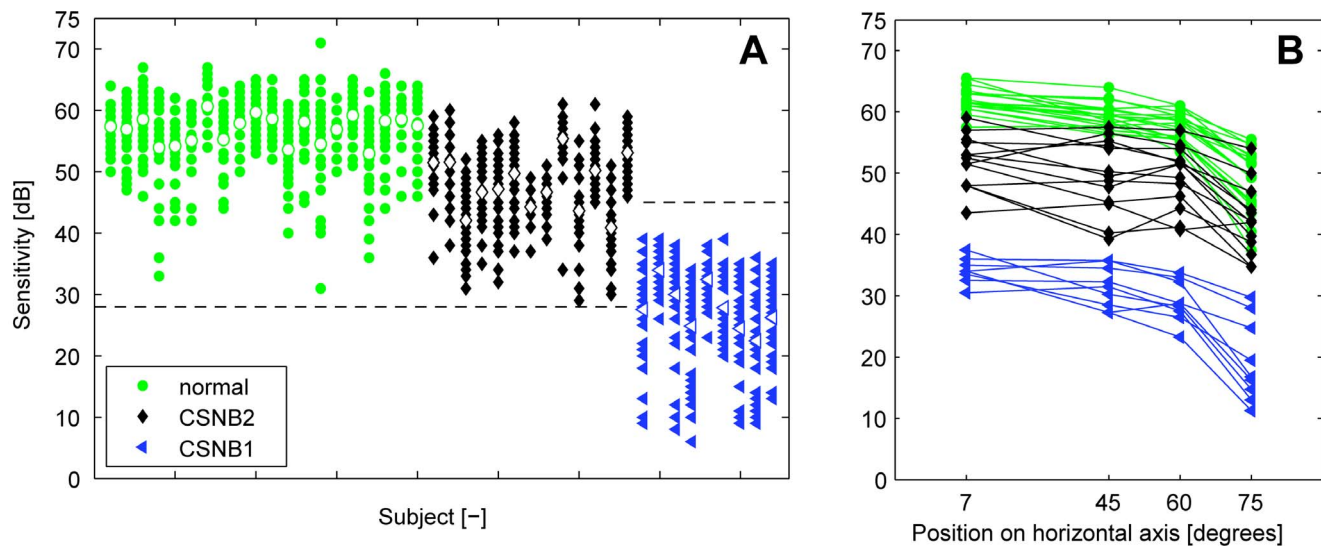 A
75
70
60
50
40
30
20
10
0
Sensitivity [dB]
normal
CSNB2
CSNB1
Subject [−]
B
75
70
60
50
40
30
20
10
0
7 45 60 75
Position on horizontal axis [degrees]